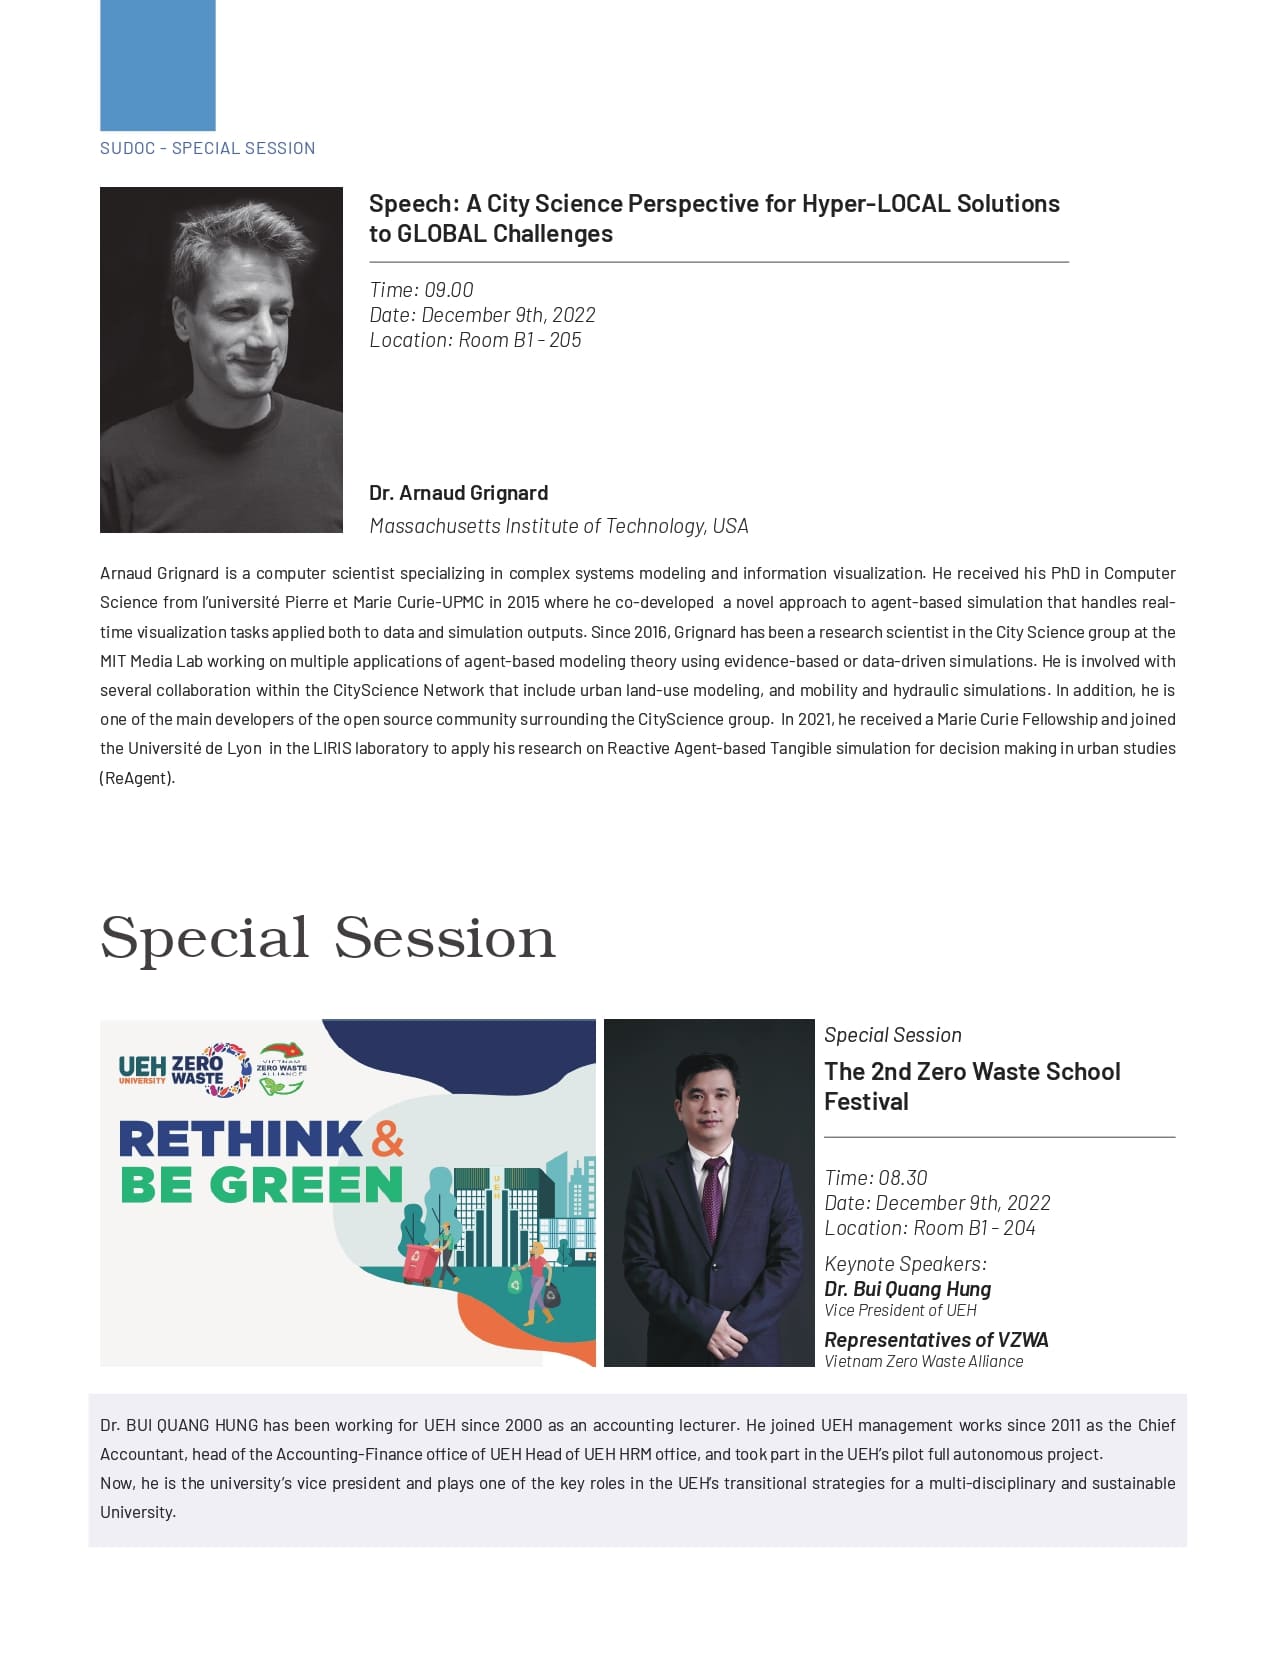 SUDOC - SPECIAL SESSION
Speech: A City Science Perspective for Hyper-LOCAL Solutions
to GLOBAL Challenges
Time: 09.00
Date: December 9th, 2022
Location: Room B1 - 205
Dr. Arnaud Grignard
Massachusetts Institute of Technology, USA
Arnaud Grignard is a computer scientist specializing in complex systems modeling and information visualization. He received his PhD in Computer
Science from l’université Pierre et Marie Curie-UPMC in 2015 where he co-developed a novel approach to agent-based simulation that handles real-
time visualization tasks applied both to data and simulation outputs. Since 2016, Grignard has been a research scientist in the City Science group at the
MIT Media Lab working on multiple applications of agent-based modeling theory using evidence-based or data-driven simulations. He is involved with
several collaboration within the CityScience Network that include urban land-use modeling, and mobility and hydraulic simulations. In addition, he is
one of the main developers of the open source community surrounding the CityScience group. In 2021, he received a Marie Curie Fellowship and joined
the Université de Lyon in the LIRIS laboratory to apply his research on Reactive Agent-based Tangible simulation for decision making in urban studies
(ReAgent).
Special Session
UEH
UNIVERSITY
ZERO
WASTE
VIETNAM
ZERO WASTE
ALLIANCE
RETHINK &
BE GREEN
UEH
Special Session
The 2nd Zero Waste School
Festival
Time: 08.30
Date: December 9th, 2022
Location: Room B1 - 204
Keynote Speakers:
Dr. Bui Quang Hung
Vice President of UEH
Representatives of VZWA
Vietnam Zero Waste Alliance
Dr. BUI QUANG HUNG has been working for UEH since 2000 as an accounting lecturer. He joined UEH management works since 2011 as the Chief
Accountant, head of the Accounting-Finance office of UEH Head of UEH HRM office, and took part in the UEH’s pilot full autonomous project.
Now, he is the university’s vice president and plays one of the key roles in the UEH’s transitional strategies for a multi-disciplinary and sustainable
University.